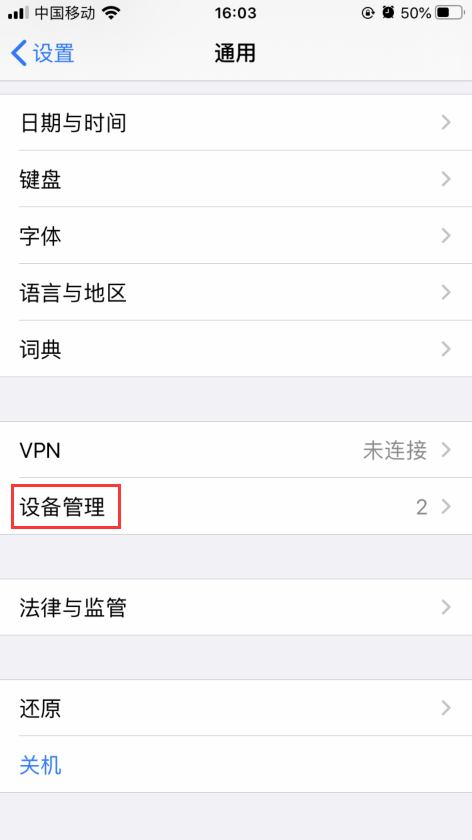 中国移动 16:03 50%
设置 通用
日期与时间
键盘
字体
语言与地区
词典
VPN 未连接
设备管理 2
法律与监管
还原
关机